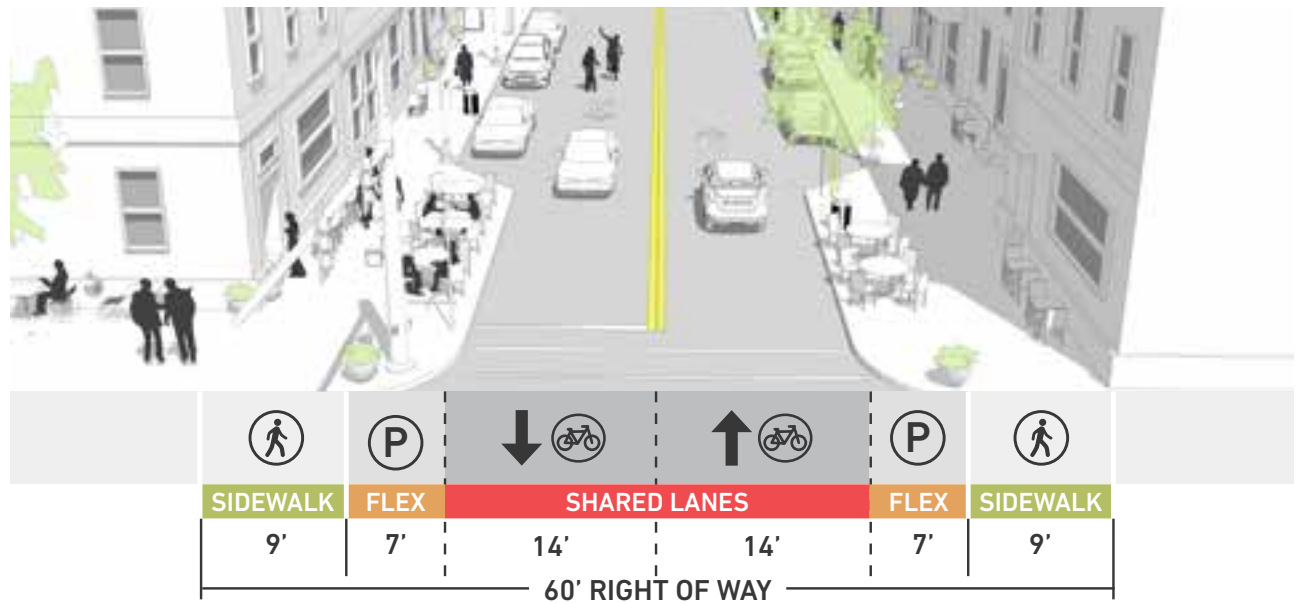 P P
SIDEWALK FLEX SHARED LANES FLEX SIDEWALK
9’ 7’ 14’ 14’ 7’ 9’
60’ RIGHT OF WAY